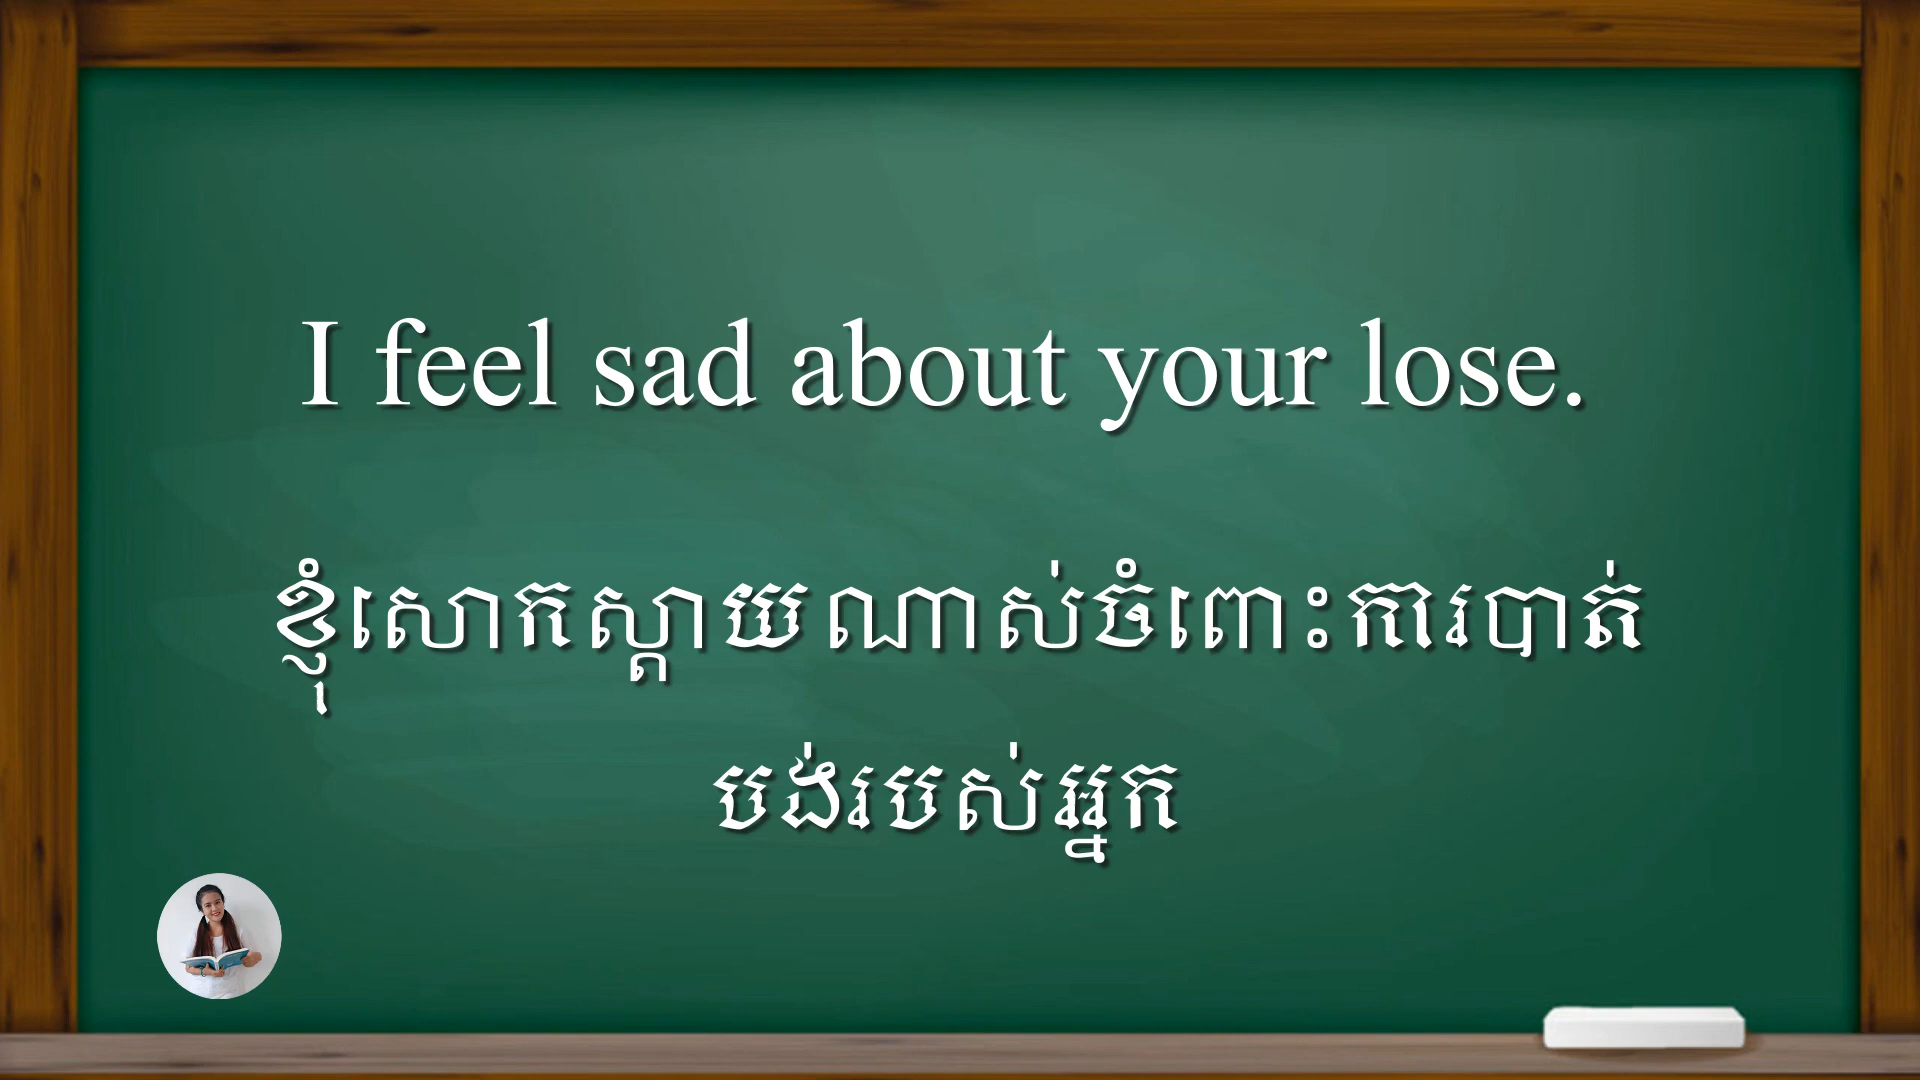 I feel sad about your lose.
ខ្ញុំសោកស្ដាយណាស់ចំពោះការបាត់
បង់របស់អ្នក